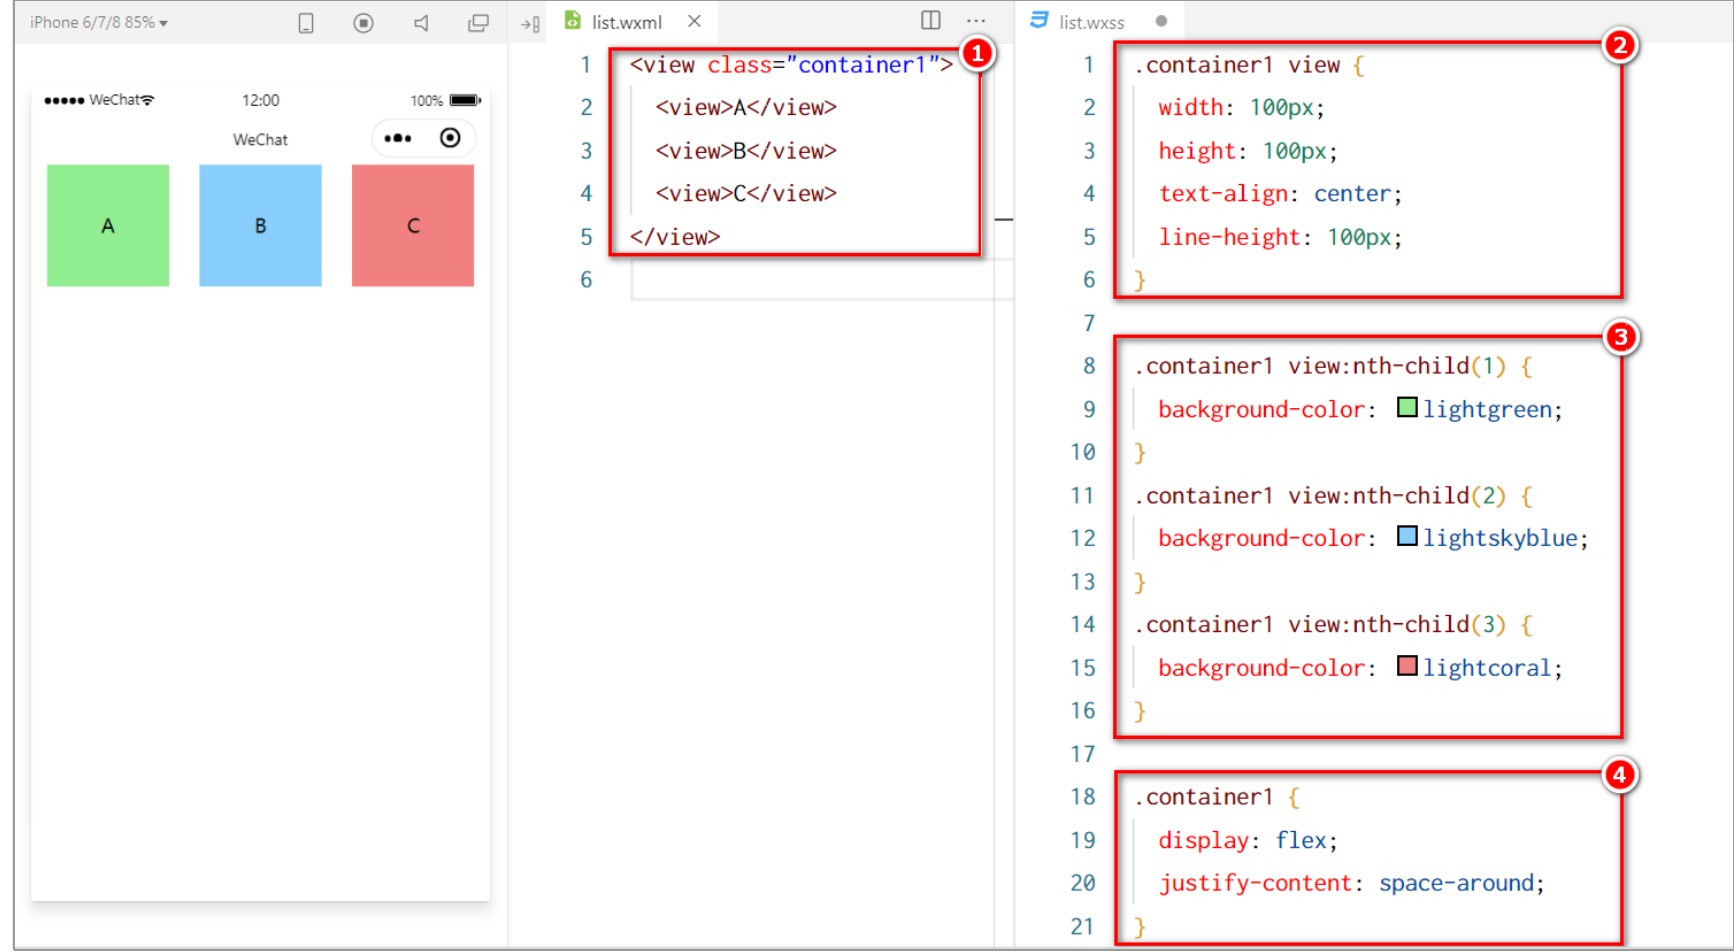 iPhone 6/7/8 85%
WeChat
12:00
100%
WeChat
A
B
C
list.wxml
1 <view class="container1">
2 <view>A</view>
3 <view>B</view>
4 <view>C</view>
5 </view>
6
1
list.wxss
1 .container1 view {
2 width: 100px;
3 height: 100px;
4 text-align: center;
5 line-height: 100px;
6 }
7
2
8 .container1 view:nth-child(1) {
9 background-color: lightgreen;
10 }
11 .container1 view:nth-child(2) {
12 background-color: lightskyblue;
13 }
14 .container1 view:nth-child(3) {
15 background-color: lightcoral;
16 }
17
3
18 .container1 {
19 display: flex;
20 justify-content: space-around;
21 }
4